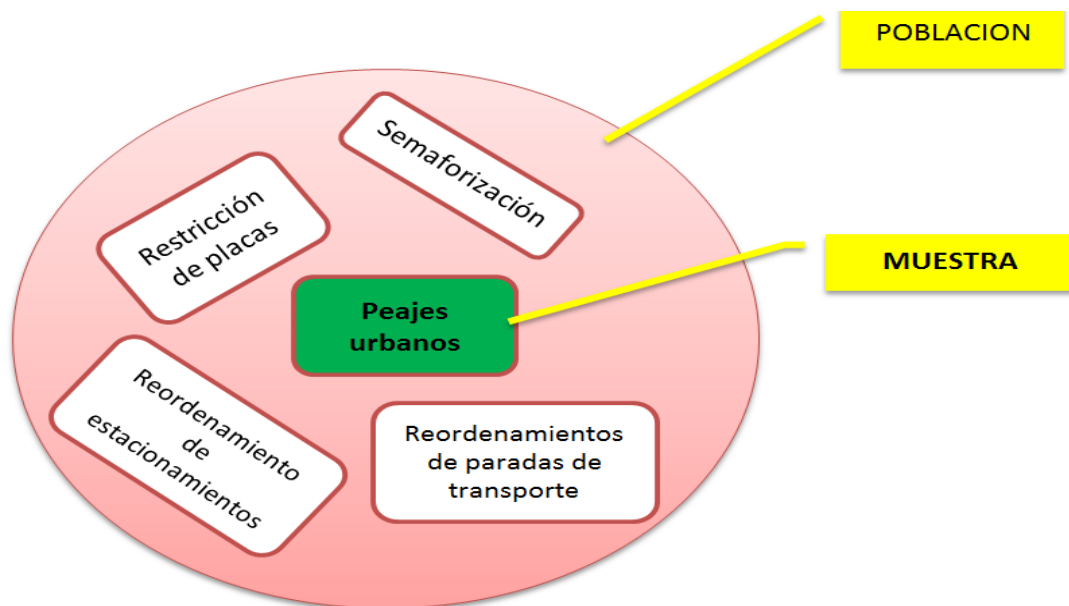 POBLACION
Semaforización
Restricción
de placas
MUESTRA
Peajes
urbanos
Reordenamiento
de
estacionamientos
Reordenamientos
de paradas de
transporte